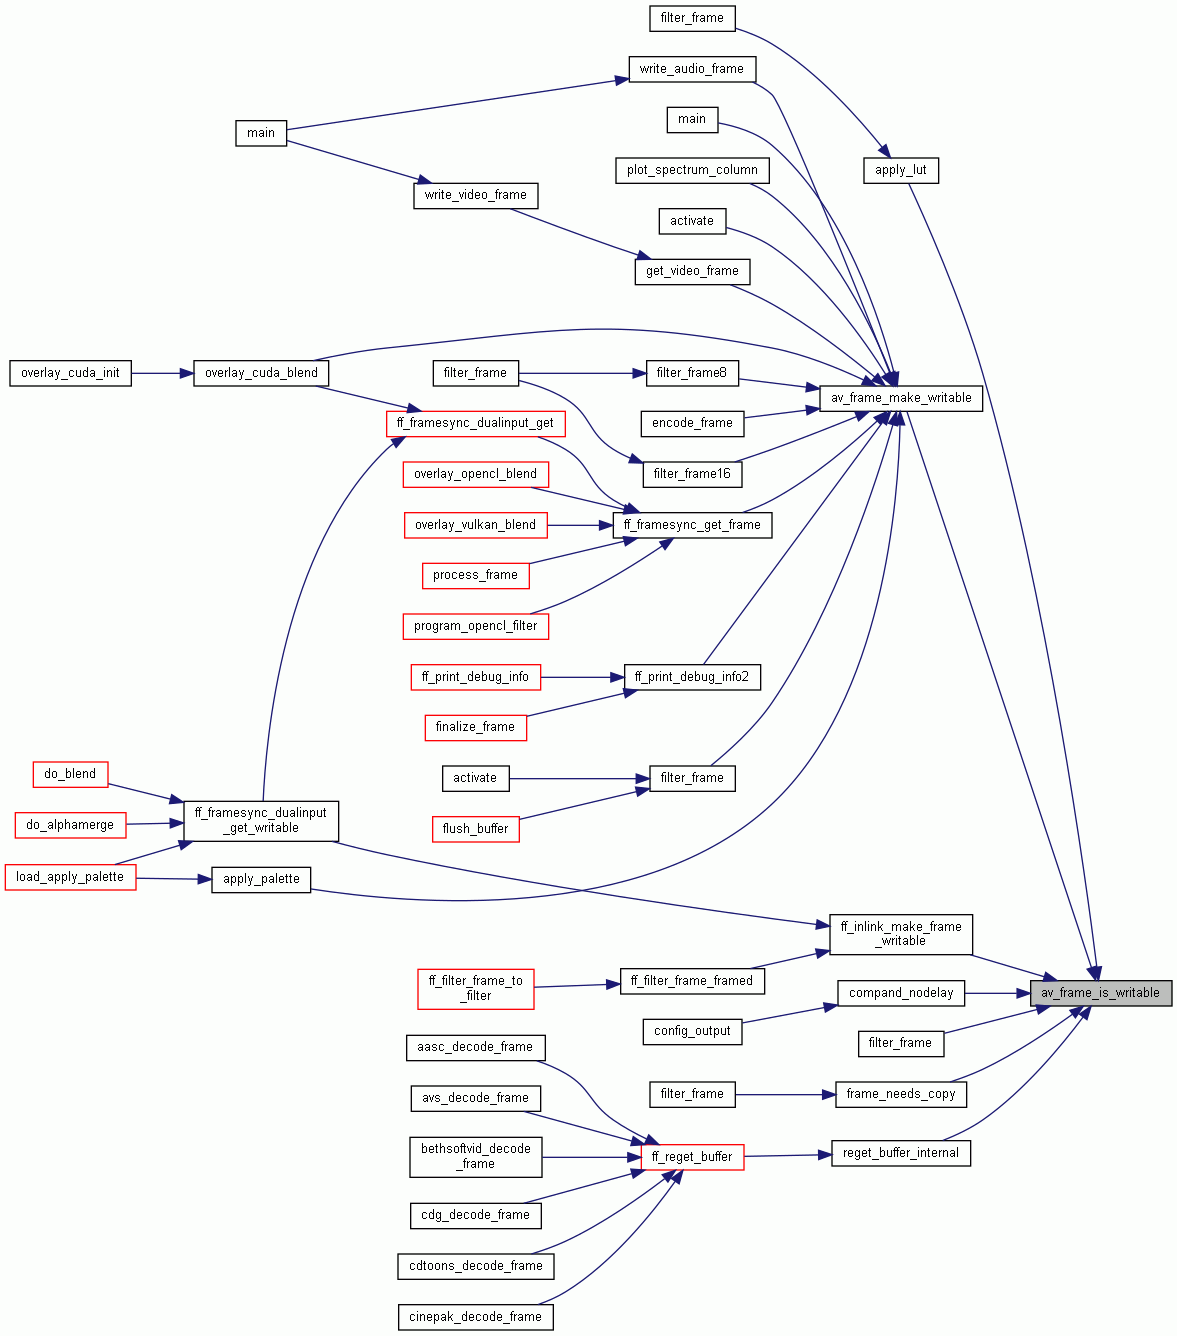 filter_frame
write_audio_frame
main
main
plot_spectrum_column
apply_lut
write_video_frame
activate
get_video_frame
overlay_cuda_init
overlay_cuda_blend
filter_frame
filter_frame8
av_frame_make_writable
ff_framesync_dualinput_get
encode_frame
overlay_opencl_blend
filter_frame16
overlay_vulkan_blend
ff_framesync_get_frame
process_frame
program_opencl_filter
ff_print_debug_info
ff_print_debug_info2
finalize_frame
do_blend
activate
filter_frame
ff_framesync_dualinput
_get_writable
do_alphamerge
flush_buffer
load_apply_palette
apply_palette
ff_inlink_make_frame
_writable
ff_filter_frame_to
_filter
ff_filter_frame_framed
compand_nodelay
av_frame_is_writable
config_output
filter_frame
aasc_decode_frame
avs_decode_frame
filter_frame
frame_needs_copy
bethsoftvid_decode
_frame
ff_reget_buffer
reget_buffer_internal
cdg_decode_frame
cdtoons_decode_frame
cinepak_decode_frame